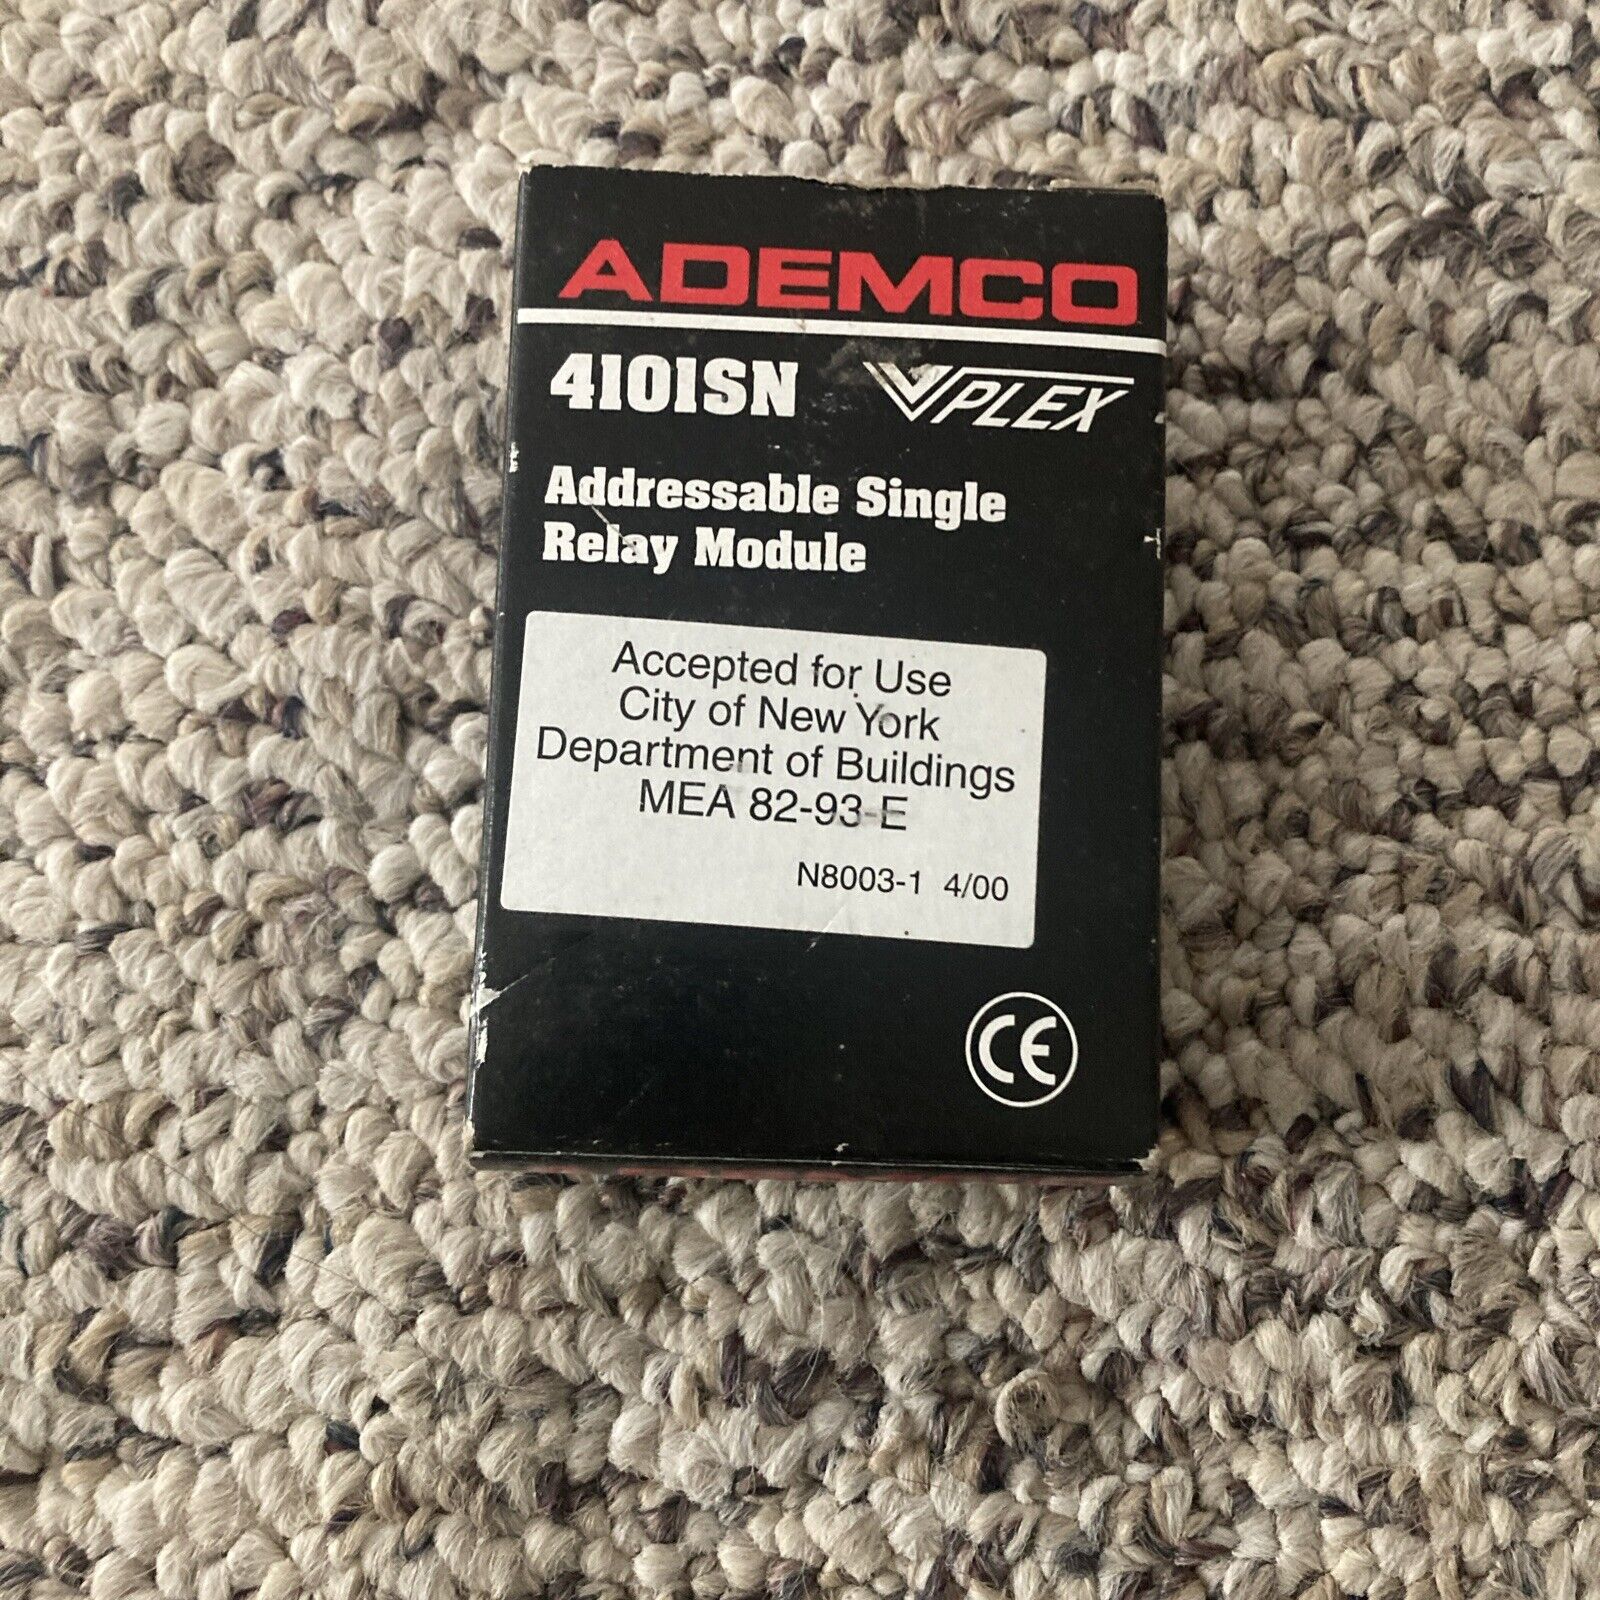 ADEMCO
4101SN VPLEX
Addressable Single
Relay Module
Accepted for Use
City of New York
Department of Buildings
MEA 82-93-E
N8003-1 4/00
CE